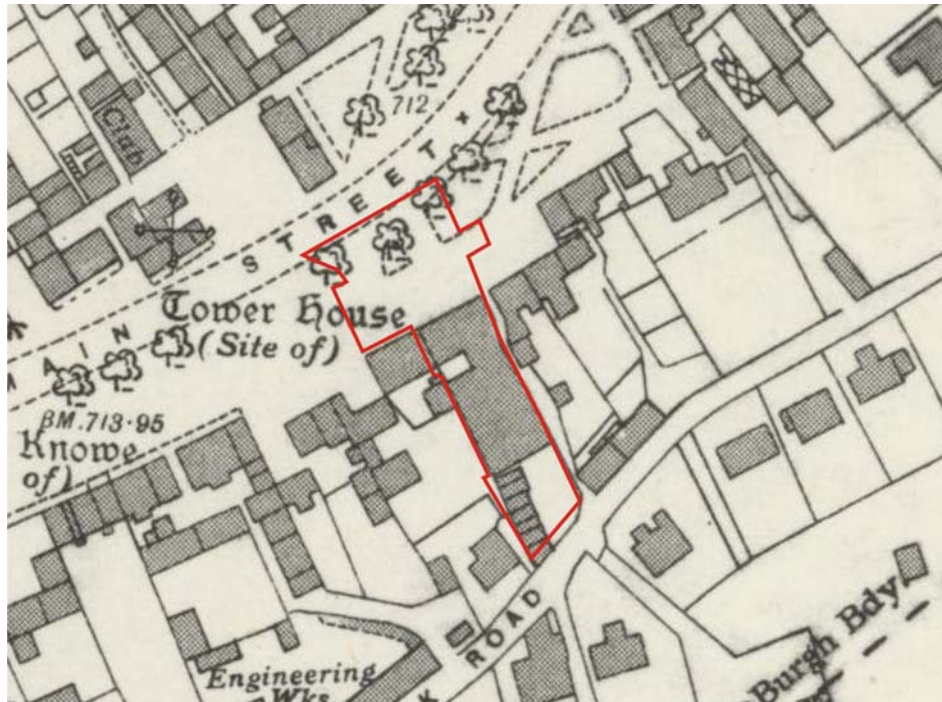 Club
712
MAIN STREET
Tower House
(Site of)
BM.713·95
Knowe
of)
Engineering
Wks
ROAD
Burgh Bdy.